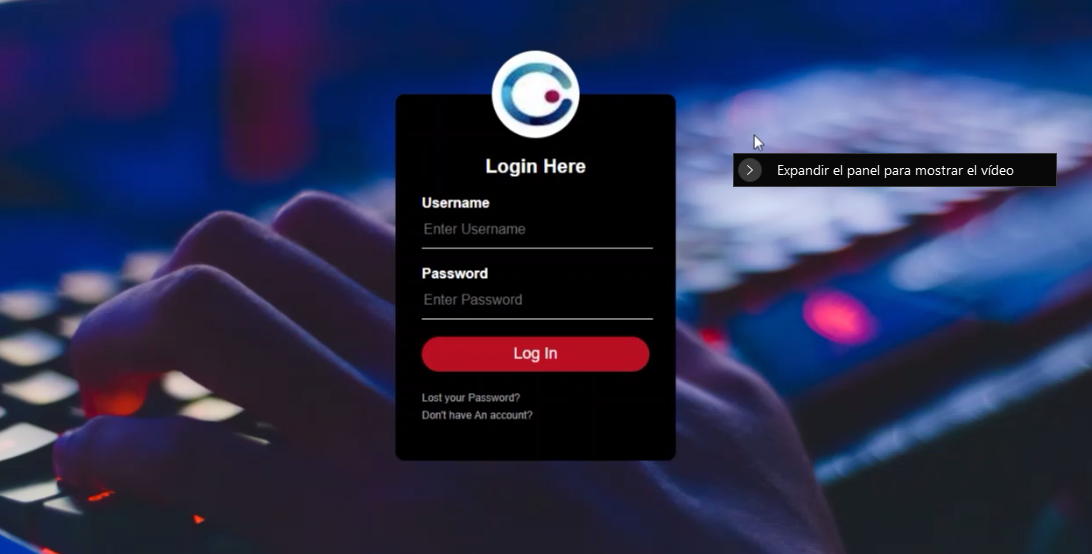 Login Here
Expandir el panel para mostrar el vídeo
Username
Enter Username
Password
Enter Password
Log In
Lost your Password?
Don't have An account?